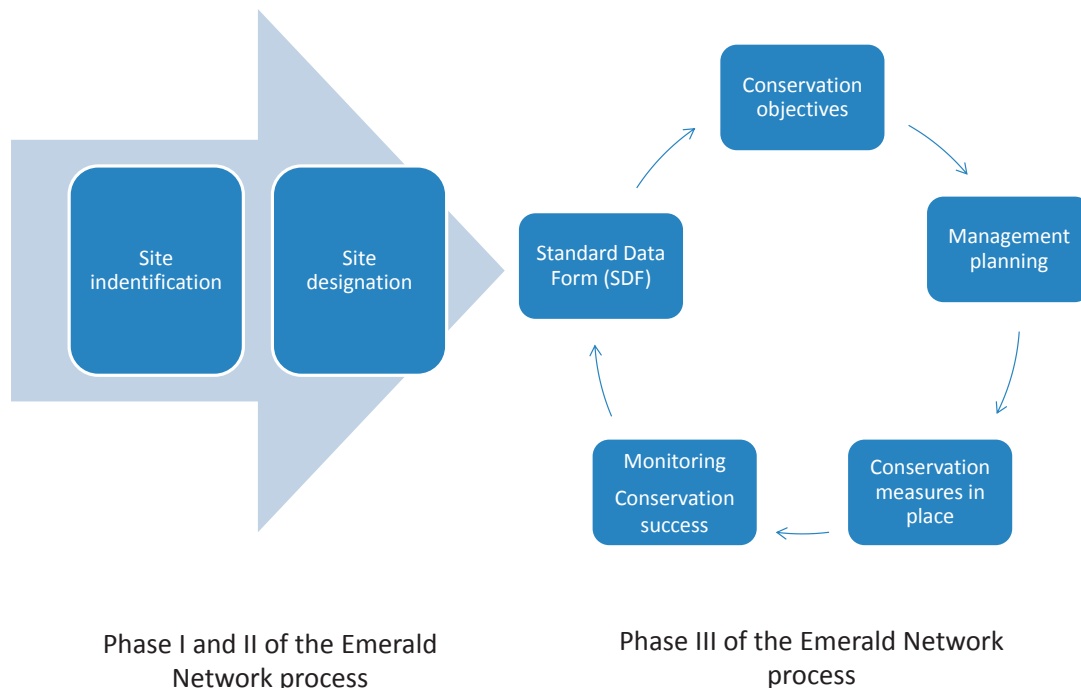 Site
indentification
Site
designation
Standard Data
Form (SDF)
Conservation
objectives
Management
planning
Conservation
measures in
place
Monitoring
Conservation
success
Phase I and II of the Emerald
Network process
Phase III of the Emerald Network
process